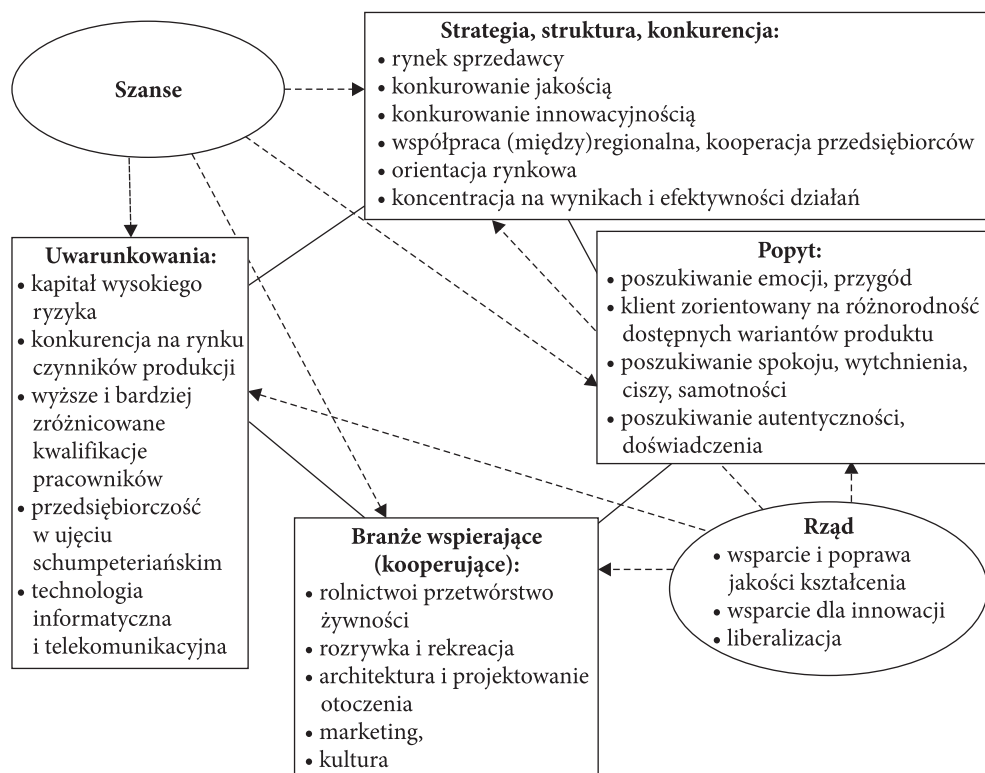 Szanse
Strategia, struktura, konkurencja:
• rynek sprzedawcy
• konkurowanie jakością
• konkurowanie innowacyjnością
• współpraca (między)regionalna, kooperacja przedsiębiorców
• orientacja rynkowa
• koncentracja na wynikach i efektywności działań
Uwarunkowania:
• kapitał wysokiego
ryzyka
• konkurencja na rynku
czynników produkcji
• wyższe i bardziej
zróżnicowane
kwalifikacje
pracowników
• przedsiębiorczość
w ujęciu
schumpeteriańskim
• technologia
informatyczna
i telekomunikacyjna
Popyt:
• poszukiwanie emocji, przygód
• klient zorientowany na różnorodność
dostępnych wariantów produktu
• poszukiwanie spokoju, wytchnienia,
ciszy, samotności
• poszukiwanie autentyczności,
doświadczenia
Branże wspierające
(kooperujące):
• rolnictwoi przetwórstwo
żywności
• rozrywka i rekreacja
• architektura i projektowanie
otoczenia
• marketing,
• kultura
Rząd
• wsparcie i poprawa
jakości kształcenia
• wsparcie dla innowacji
• liberalizacja